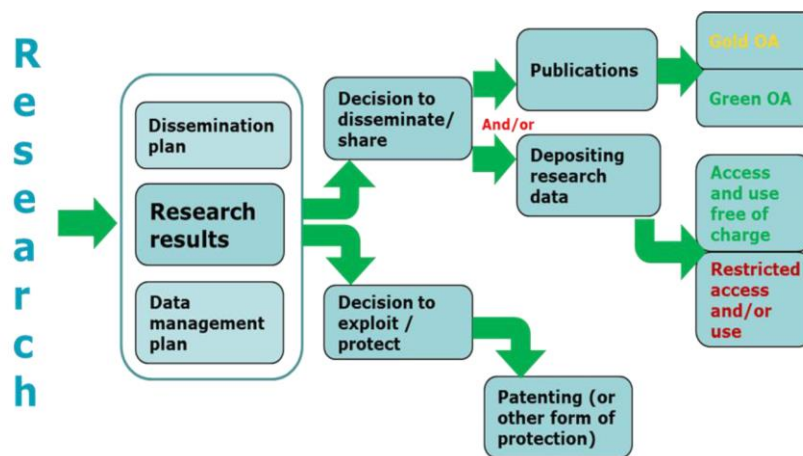 Research
Dissemination
plan
Research
results
Data
management
plan
Decision to
disseminate/
share
And/or
Publications
Gold OA
Green OA
Depositing
research
data
Access
and use
free of
charge
Restricted
access
and/or
use
Decision to
exploit /
protect
Patenting (or
other form of
protection)